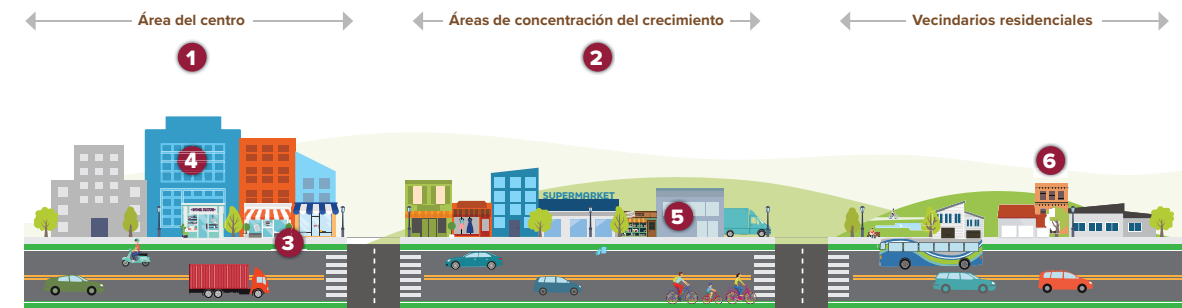 Área del centro
Áreas de concentración del crecimiento
Vecindarios residenciales
1
2
4
6
SUPERMARKET
5
3